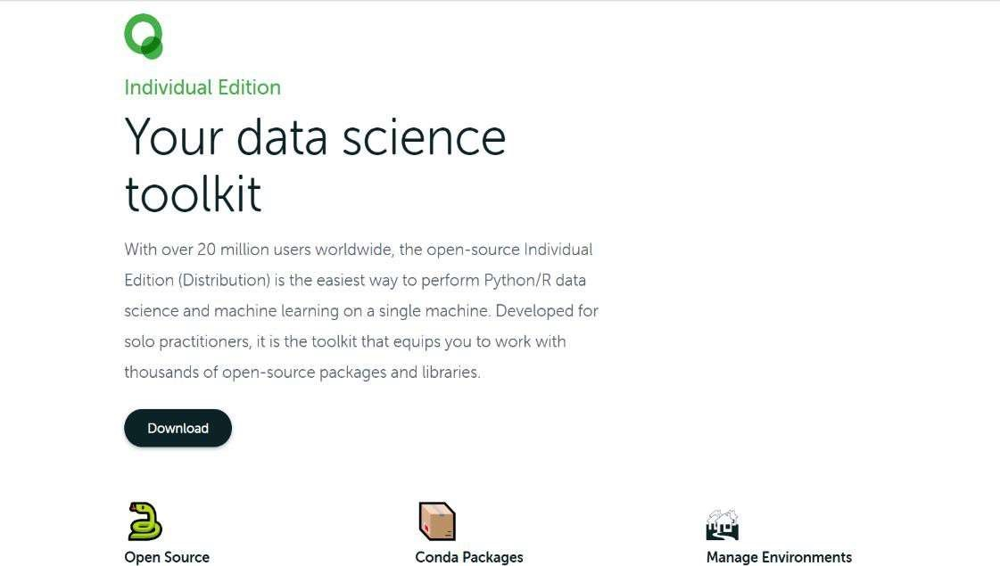 Individual Edition
Your data science
toolkit
With over 20 million users worldwide, the open-source Individual
Edition (Distribution) is the easiest way to perform Python/R data
science and machine learning on a single machine. Developed for
solo practitioners, it is the toolkit that equips you to work with
thousands of open-source packages and libraries.
Download
Open Source
Conda Packages
Manage Environments